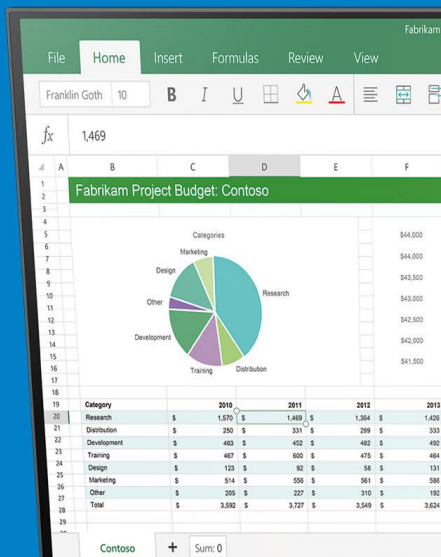 Fabrikam
File Home Insert Formulas Review View
Franklin Goth 10 B I U A
fx 1,469
A B C D E F
1
2 Fabrikam Project Budget: Contoso
3
4
5 Categories $44,000
6
7 Marketing $44,000
8 Design
9 $43,500
10 Research
11 Other $43,000
12 $42,500
13
14 Development $42,000
15
16 Training Distribution $41,500
17
18
19 Category 2010 2011 2012 2013
20 Research $ 1,570 $ 1,469 $ 1,364 $ 1,426
21 Distribution $ 250 $ 331 $ 299 $ 333
22 Development $ 463 $ 452 $ 482 $ 492
23 Training $ 467 $ 600 $ 475 $ 464
24 Design $ 123 $ 92 $ 58 $ 131
25 Marketing $ 514 $ 556 $ 561 $ 586
26 Other $ 205 $ 227 $ 310 $ 192
27 Total $ 3,592 $ 3,727 $ 3,549 $ 3,624
28
29
Contoso + Sum: 0